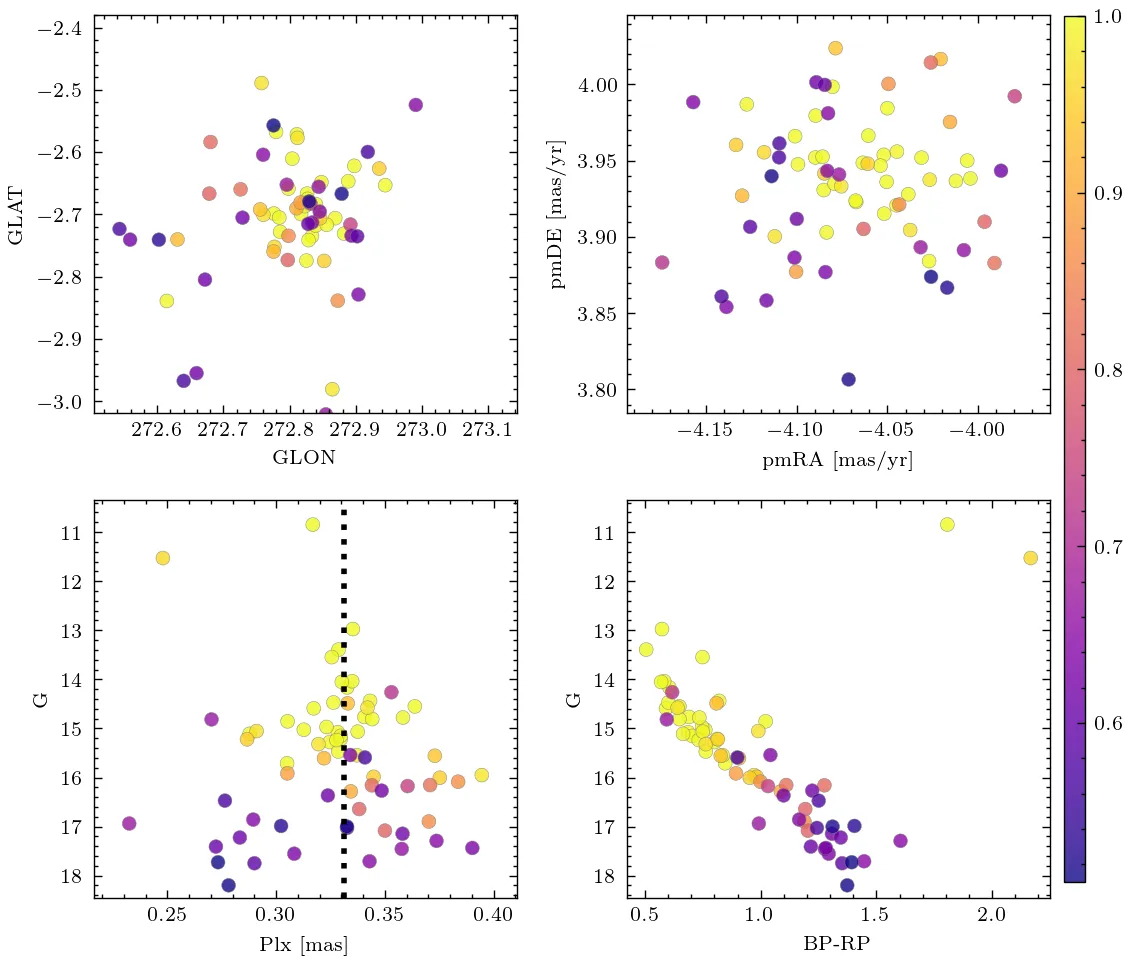 −2.4
−2.5
−2.6
−2.7
−2.8
−2.9
−3.0
GLAT
272.6 272.7 272.8 272.9 273.0 273.1
GLON
4.00
3.95
3.90
3.85
3.80
pmDE [mas/yr]
−4.15 −4.10 −4.05 −4.00
pmRA [mas/yr]
1.0
0.9
0.8
0.7
0.6
11
12
13
14
15
16
17
18
G
0.25 0.30 0.35 0.40
Plx [mas]
11
12
13
14
15
16
17
18
G
0.5 1.0 1.5 2.0
BP-RP